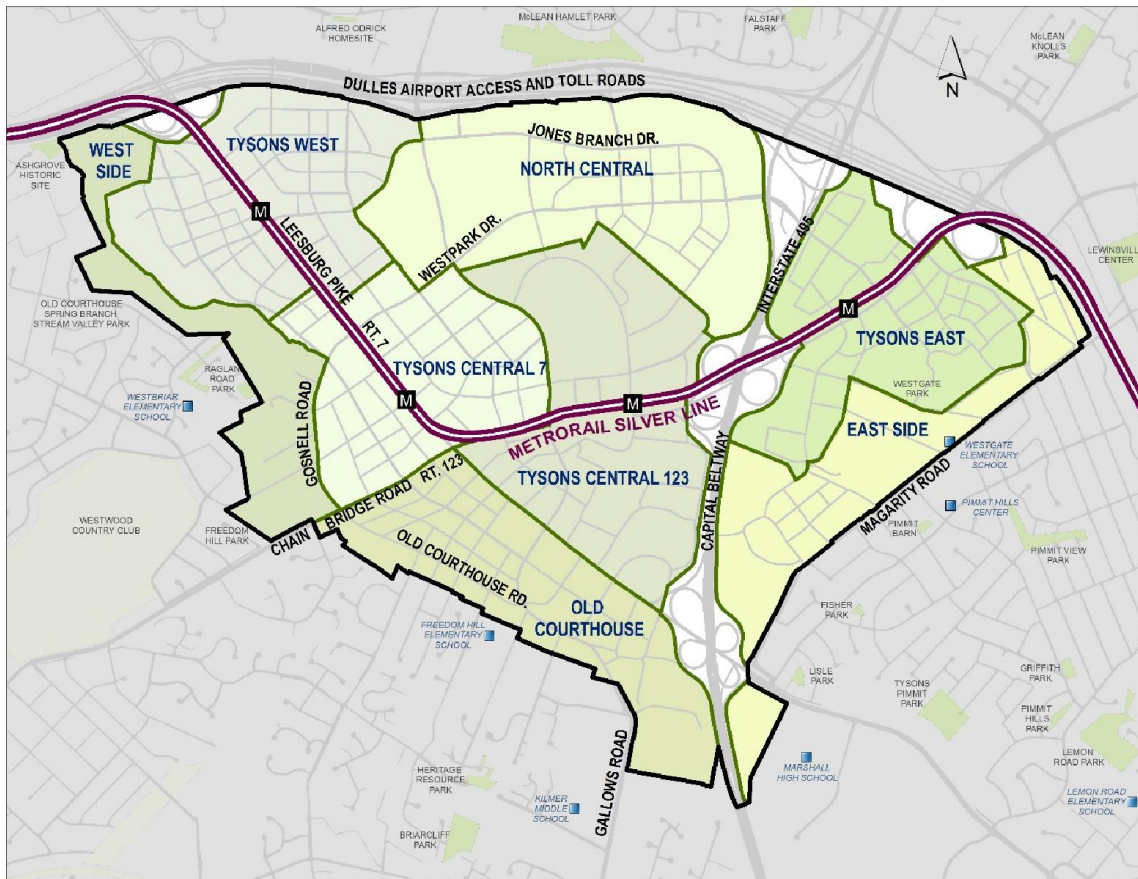 McLEAN HAMLET PARK
FALSTAFF
PARK
ALFRED ODRICK
HOMESITE
McLEAN
KNOLLS
PARK
N
DULLES AIRPORT ACCESS AND TOLL ROADS
JONES BRANCH DR.
WEST
SIDE
TYSONS WEST
NORTH CENTRAL
ASHGROVE
HISTORIC
SITE
M
LEESBURG PIKE RT. 7
WESTPARK DR.
INTERSTATE 495
LEWINSVILLE
CENTER
OLD COURTHOUSE
SPRING BRANCH
STREAM VALLEY PARK
M
TYSONS EAST
RAGLAN
ROAD
PARK
TYSONS CENTRAL 7
WESTGATE
PARK
WESTBRIAR
ELEMENTARY
SCHOOL
M
M
METRORAIL SILVER LINE
GOSNELL ROAD
EAST SIDE
WESTGATE
ELEMENTARY
SCHOOL
TYSONS CENTRAL 123
CHAIN BRIDGE ROAD RT. 123
CAPITAL BELTWAY
MAGARITY ROAD
PIMMIT HILLS
CENTER
WESTWOOD
COUNTRY CLUB
FREEDOM
HILL PARK
PIMMIT
BARN
PIMMIT VIEW
PARK
OLD COURTHOUSE RD.
OLD
COURTHOUSE
FISHER
PARK
FREEDOM HILL
ELEMENTARY
SCHOOL
LISLE
PARK
GRIFFITH
PARK
TYSONS
PIMMIT
PARK
PIMMIT
HILLS
PARK
LEMON
ROAD PARK
GALLOWS ROAD
MARSHALL
HIGH SCHOOL
HERITAGE
RESOURCE
PARK
KILMER
MIDDLE
SCHOOL
LEMON ROAD
ELEMENTARY
SCHOOL
BRIARCLIFF
PARK